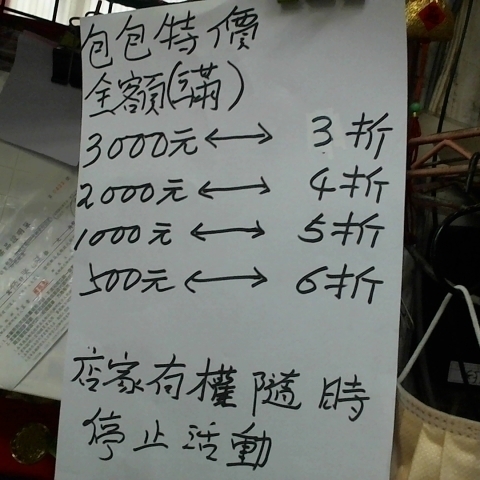 包包特價
全額(滿)
3000元↔3折
2000元↔4折
1000元↔5折
500元↔6折
店家有權隨時
停止活動